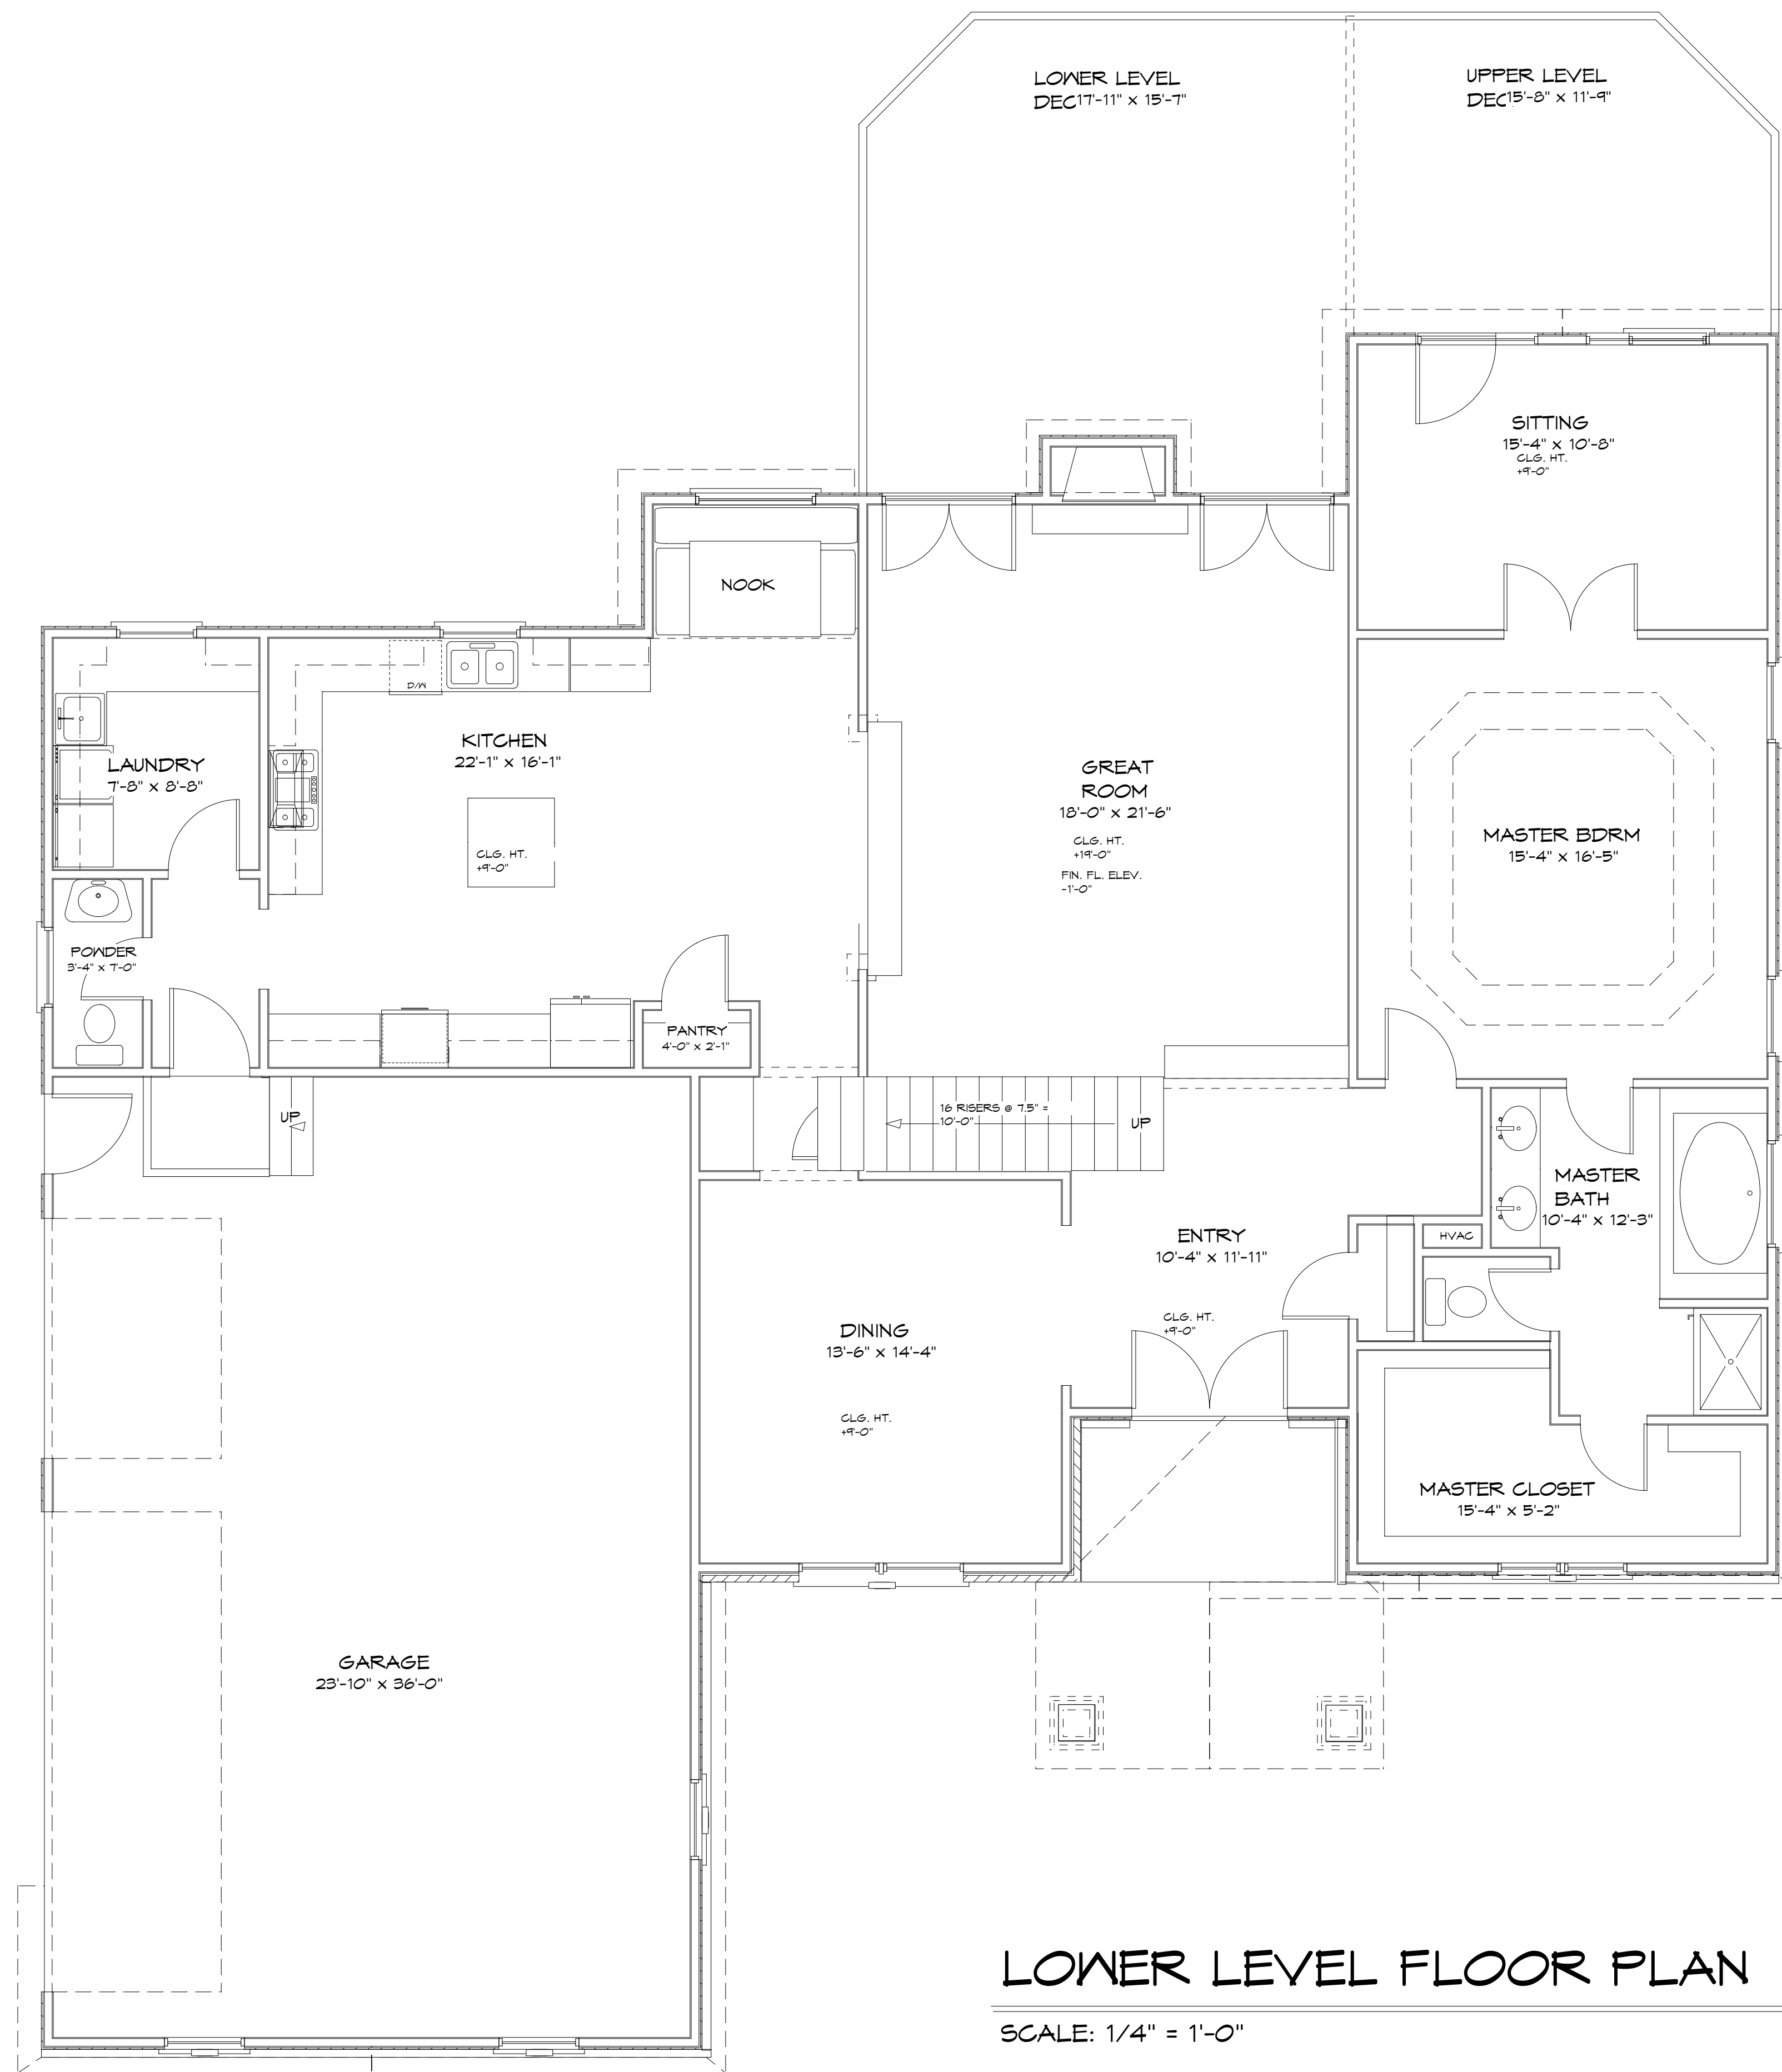 LOWER LEVEL
DEC 17'-11" x 15'-7"
UPPER LEVEL
DEC 15'-8" x 11'-9"
SITTING
15'-4" x 10'-8"
CLG. HT.
+9'-0"
NOOK
D/W
KITCHEN
22'-1" x 16'-1"
CLG. HT.
+9'-0"
LAUNDRY
7'-8" x 8'-8"
GREAT
ROOM
18'-0" x 21'-6"
CLG. HT.
+19'-0"
FIN. FL. ELEV.
-1'-0"
MASTER BDRM
15'-4" x 16'-5"
POWDER
3'-4" x 7'-0"
PANTRY
4'-0" x 2'-1"
UP
16 RISERS @ 7.5" =
10'-0"
UP
MASTER
BATH
10'-4" x 12'-3"
HVAC
ENTRY
10'-4" x 11'-11"
CLG. HT.
+9'-0"
DINING
13'-6" x 14'-4"
CLG. HT.
+9'-0"
MASTER CLOSET
15'-4" x 5'-2"
GARAGE
23'-10" x 36'-0"
LOWER LEVEL FLOOR PLAN
SCALE: 1/4" = 1'-0"